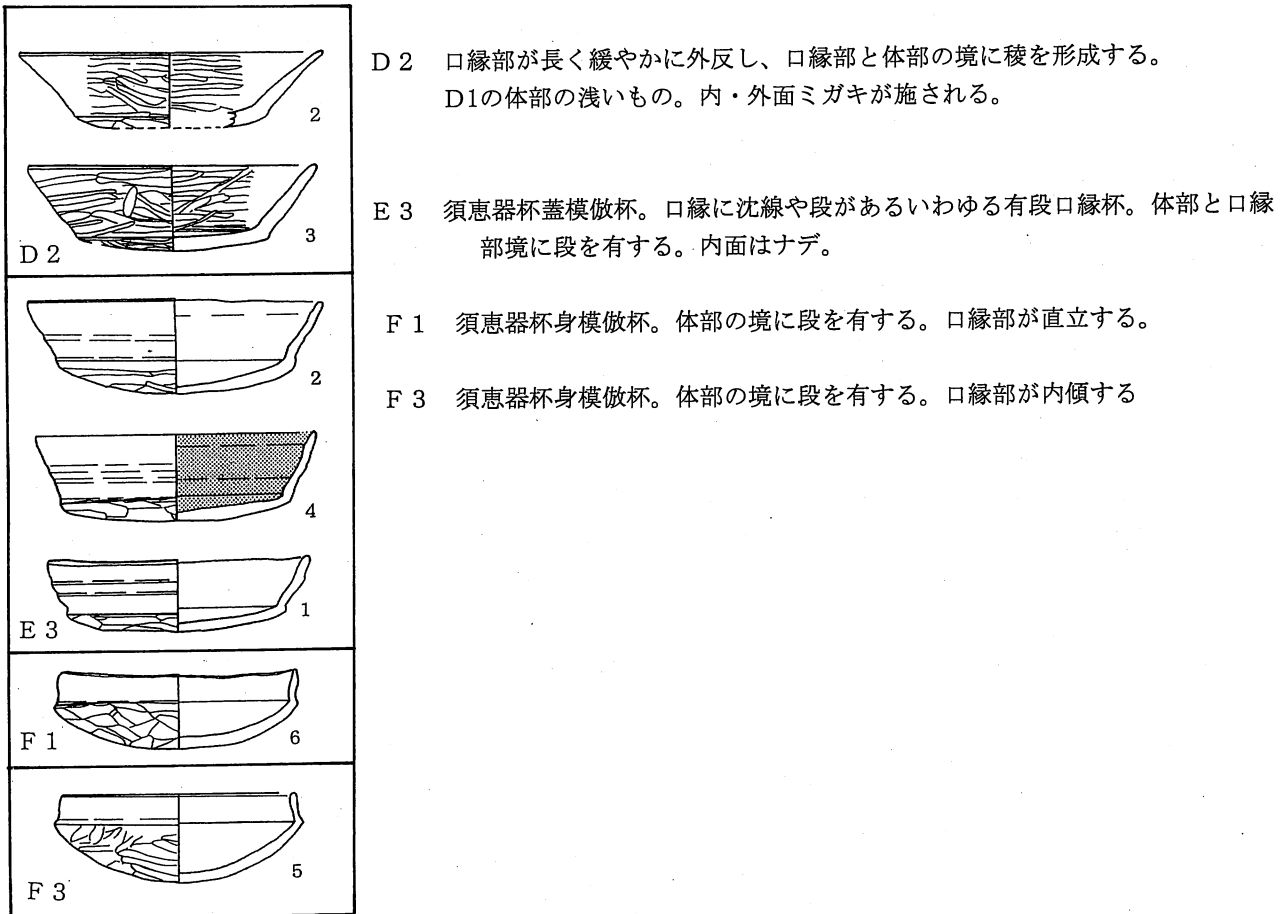 2
3
D2
2
4
1
E3
6
F1
5
F3
D2 口縁部が長く緩やかに外反し、口縁部と体部の境に稜を形成する。
D1の体部の浅いもの。内・外面ミガキが施される。
E3 須恵器杯蓋模倣杯。口縁に沈線や段があるいわゆる有段口縁杯。体部と口縁
部境に段を有する。内面はナデ。
F1 須恵器杯身模倣杯。体部の境に段を有する。口縁部が直立する。
F3 須恵器杯身模倣杯。体部の境に段を有する。口縁部が内傾する